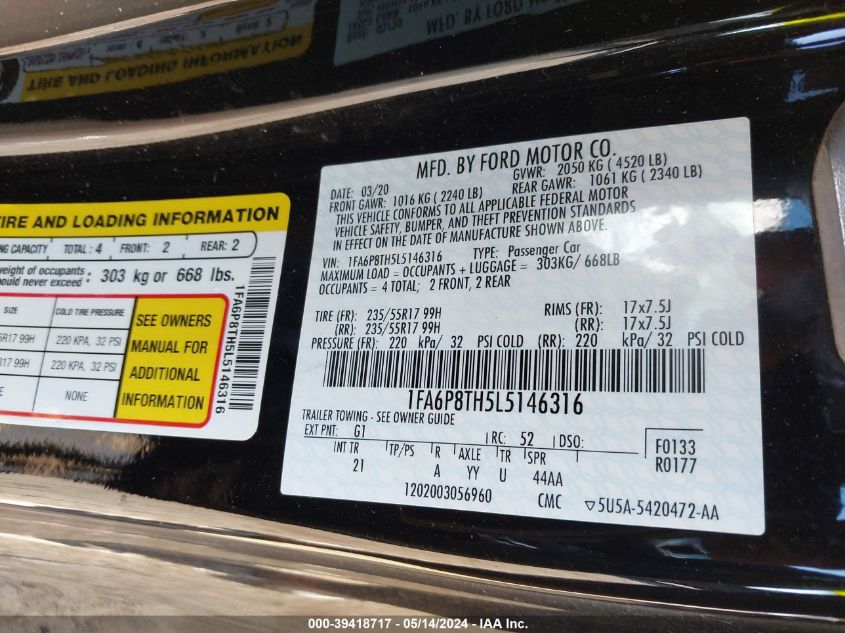 TIRE AND LOADING INFORMATION
TIRE AND LOADING INFORMATION
CAPACITY TOTAL: 4 FRONT: 2 REAR: 2
weight of occupants
should never exceed: 303 kg or 668 lbs.
SIZE COLD TIRE PRESSURE
R17 99H 220 KPA, 32 PSI
R17 99H 220 KPA, 32 PSI
NONE
SEE OWNERS
MANUAL FOR
ADDITIONAL
INFORMATION
1FA6P8TH5L5146316
MFD. BY FORD MOTOR CO.
DATE: 03/20 GVWR: 2050 KG ( 4520 LB)
FRONT GAWR: 1016 KG ( 2240 LB) REAR GAWR: 1061 KG ( 2340 LB)
THIS VEHICLE CONFORMS TO ALL APPLICABLE FEDERAL MOTOR
VEHICLE SAFETY, BUMPER, AND THEFT PREVENTION STANDARDS
IN EFFECT ON THE DATE OF MANUFACTURE SHOWN ABOVE.
VIN: 1FA6P8TH5L5146316 TYPE: Passenger Car
MAXIMUM LOAD = OCCUPANTS + LUGGAGE = 303KG/ 668LB
OCCUPANTS = 4 TOTAL; 2 FRONT, 2 REAR
TIRE (FR): 235/55R17 99H RIMS (FR): 17x7.5J
(RR): 235/55R17 99H (RR): 17x7.5J
PRESSURE (FR): 220 kPa/ 32 PSI COLD (RR): 220 kPa/ 32 PSI COLD
1FA6P8TH5L5146316
TRAILER TOWING - SEE OWNER GUIDE
EXT PNT: G1 RC: 52 DSO: F0133
R0177
INT TR TP/PS R AXLE TR SPR
21 A YY U 44AA
1202003056960 CMC ▽5U5A-5420472-AA
000-39418717 - 05/14/2024 - IAA Inc.